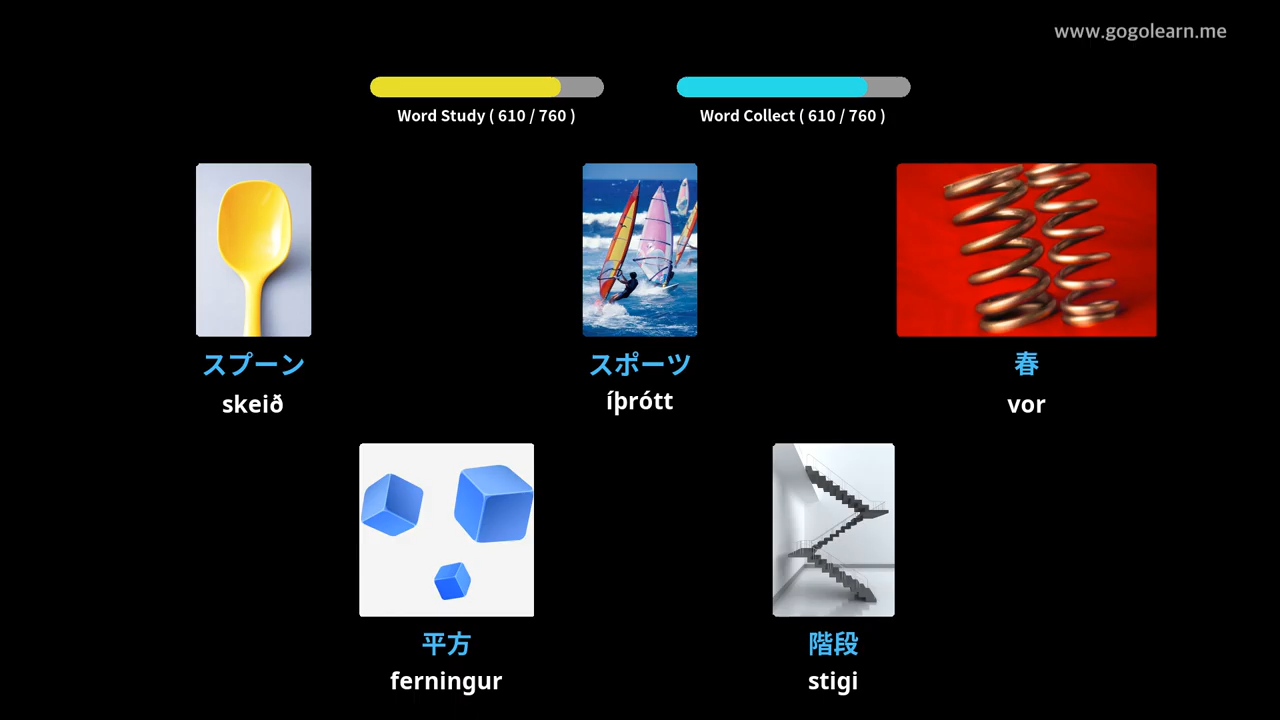 www.gogolearn.me
Word Study ( 610 / 760 )
Word Collect ( 610 / 760 )
スプーン
skeið
スポーツ
íþrótt
春
vor
平方
ferningur
階段
stigi